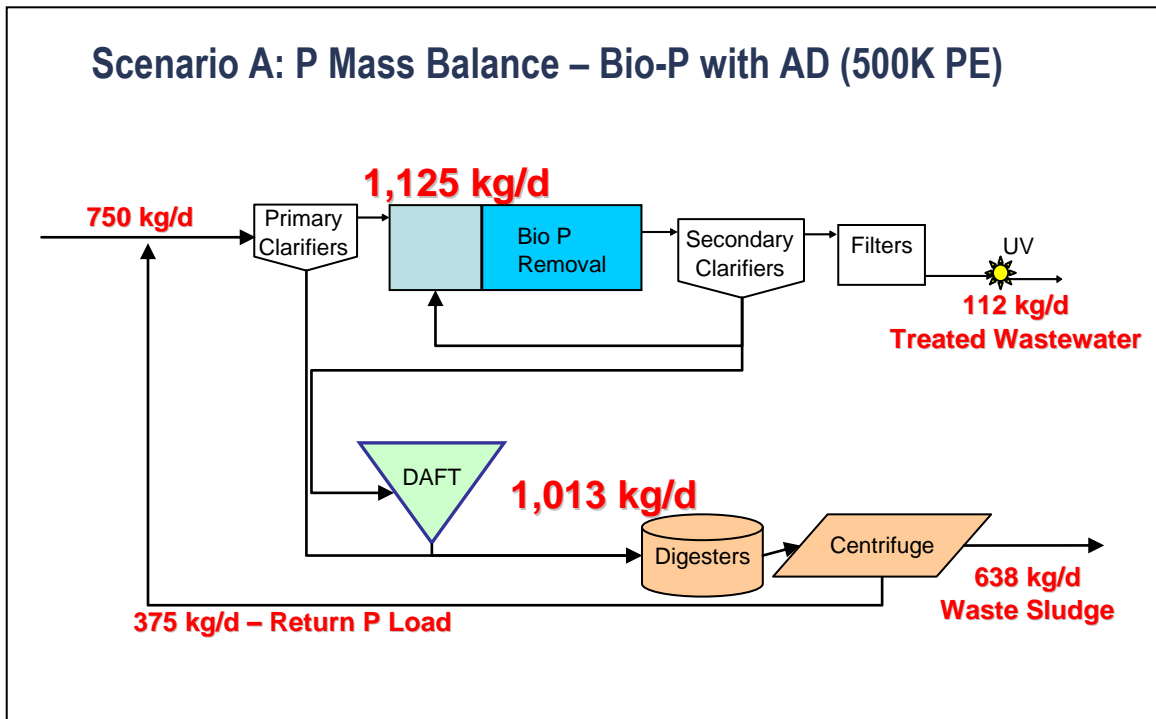 Scenario A: P Mass Balance – Bio-P with AD (500K PE)
1,125 kg/d
750 kg/d
Primary
Clarifiers
Bio P
Removal
Secondary
Clarifiers
Filters
UV
112 kg/d
Treated Wastewater
DAFT
1,013 kg/d
Digesters
Centrifuge
638 kg/d
Waste Sludge
375 kg/d – Return P Load